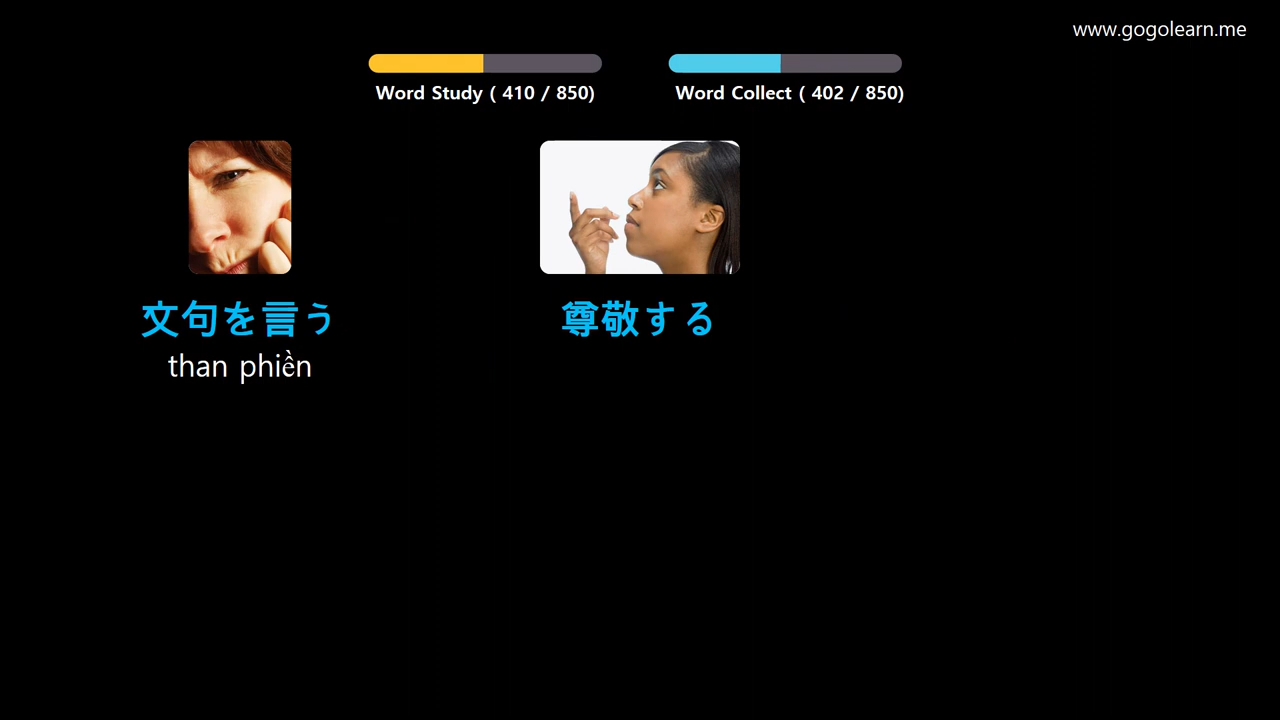 www.gogolearn.me
Word Study ( 410 / 850)
Word Collect ( 402 / 850)
文句を言う
than phiền
尊敬する